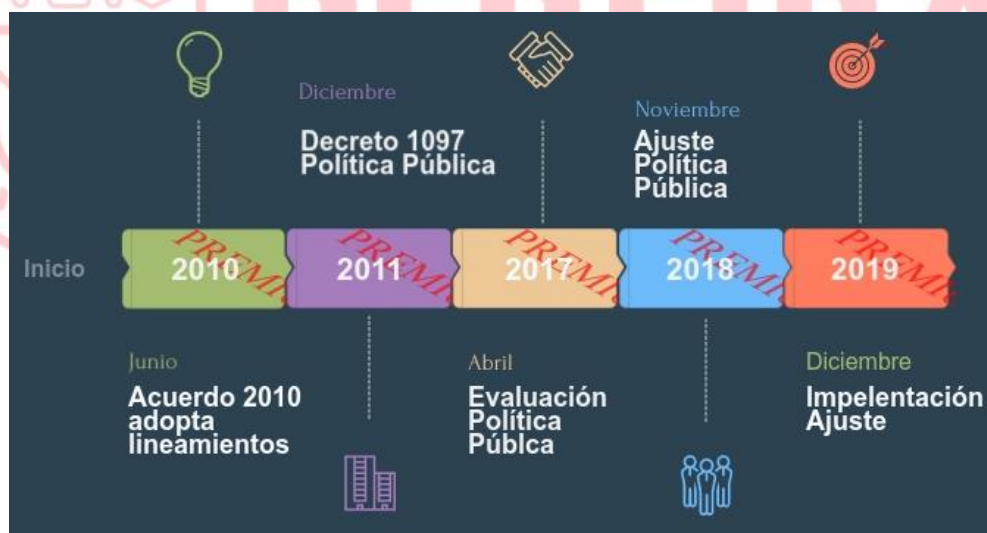 Diciembre
Decreto 1097
Política Pública
Noviembre
Ajuste
Política
Pública
Inicio
2010
2011
2017
2018
2019
Junio
Acuerdo 2010
adopta
lineamientos
Abril
Evaluación
Política
Públca
Diciembre
Impelentación
Ajuste